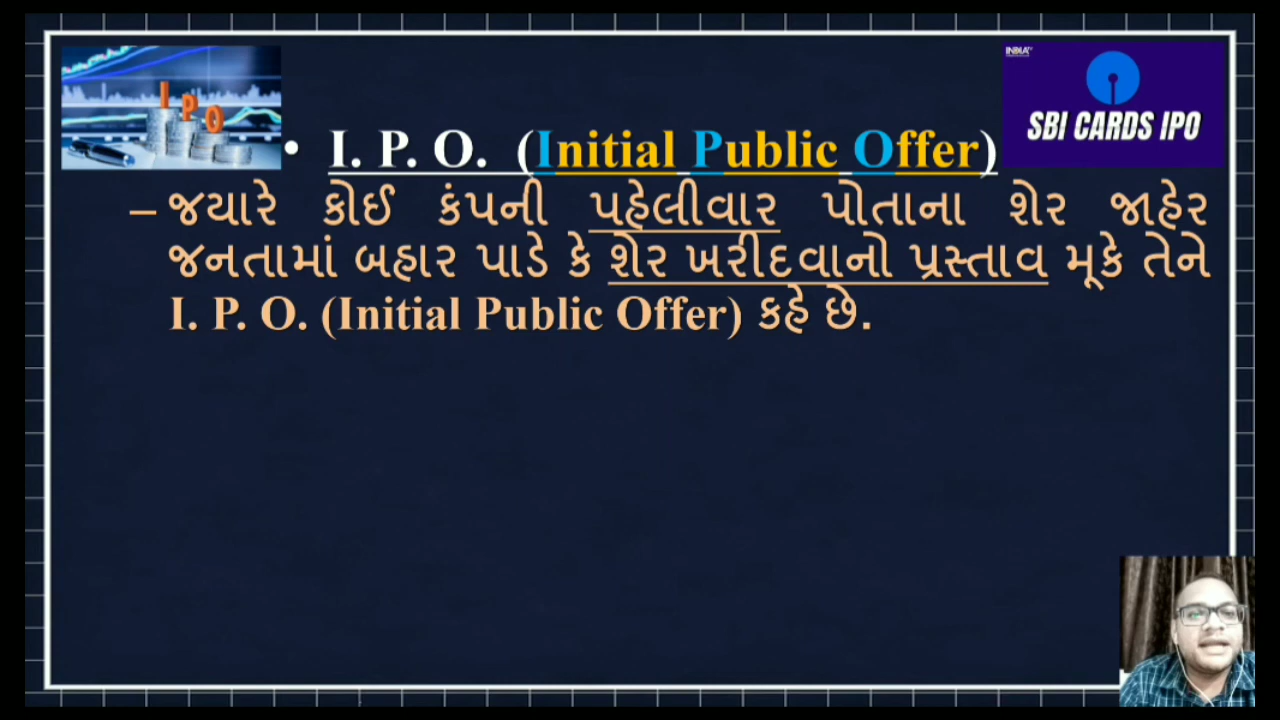 IPO
INDIA TV
SBI CARDS IPO
• I. P. O. (Initial Public Offer)
– જયારે કોઈ કંપની પહેલીવાર પોતાના શેર જાહેર
જનતામાં બહાર પાડે કે શેર ખરીદવાનો પ્રસ્તાવ મૂકે તેને
I. P. O. (Initial Public Offer) કહે છે.